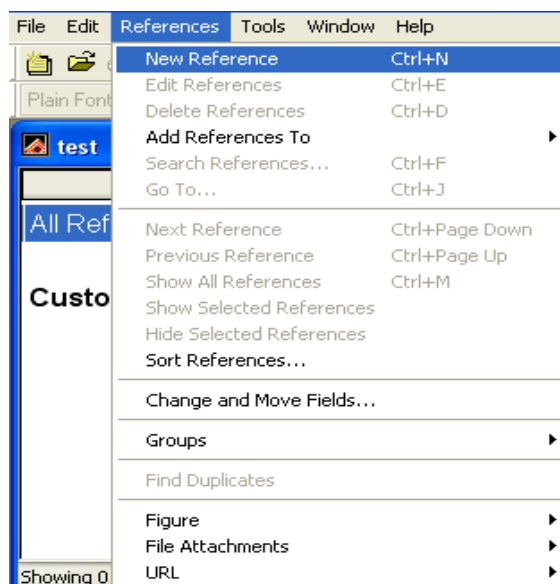 File Edit References Tools Window Help
New Reference Ctrl+N
Edit References Ctrl+E
Plain Font
Delete References Ctrl+D
test
Add References To
Search References... Ctrl+F
Go To... Ctrl+J
All Ref
Next Reference Ctrl+Page Down
Previous Reference Ctrl+Page Up
Show All References Ctrl+M
Custo
Show Selected References
Hide Selected References
Sort References...
Change and Move Fields...
Groups
Find Duplicates
Figure
File Attachments
URL
Showing 0